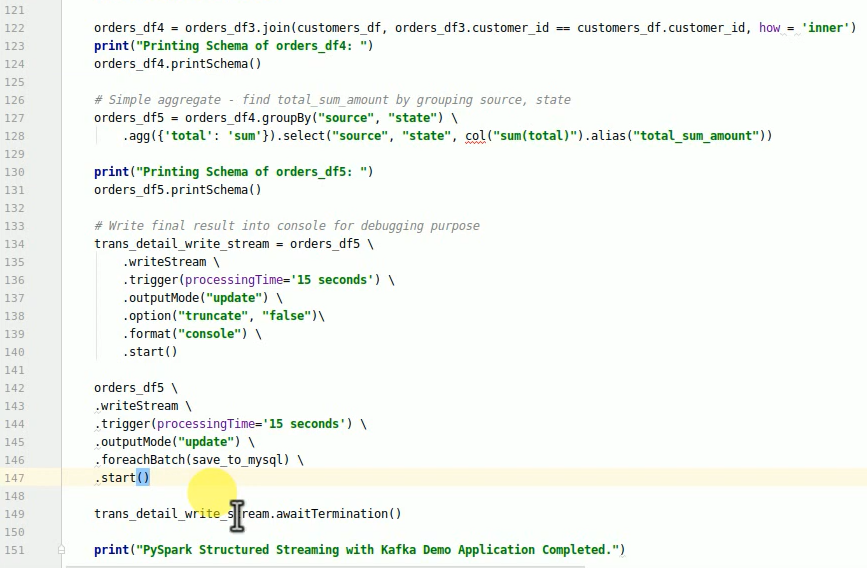 121
122 orders_df4 = orders_df3.join(customers_df, orders_df3.customer_id == customers_df.customer_id, how = 'inner')
123 print("Printing Schema of orders_df4: ")
124 orders_df4.printSchema()
125
126 # Simple aggregate - find total_sum_amount by grouping source, state
127 orders_df5 = orders_df4.groupBy("source", "state") \
128 .agg({'total': 'sum'}).select("source", "state", col("sum(total)").alias("total_sum_amount"))
129
130 print("Printing Schema of orders_df5: ")
131 orders_df5.printSchema()
132
133 # Write final result into console for debugging purpose
134 trans_detail_write_stream = orders_df5 \
135 .writeStream \
136 .trigger(processingTime='15 seconds') \
137 .outputMode("update") \
138 .option("truncate", "false")\
139 .format("console") \
140 .start()
141
142 orders_df5 \
143 .writeStream \
144 .trigger(processingTime='15 seconds') \
145 .outputMode("update") \
146 .foreachBatch(save_to_mysql) \
147 .start()
148
149 trans_detail_write_stream.awaitTermination()
150
151 print("PySpark Structured Streaming with Kafka Demo Application Completed.")